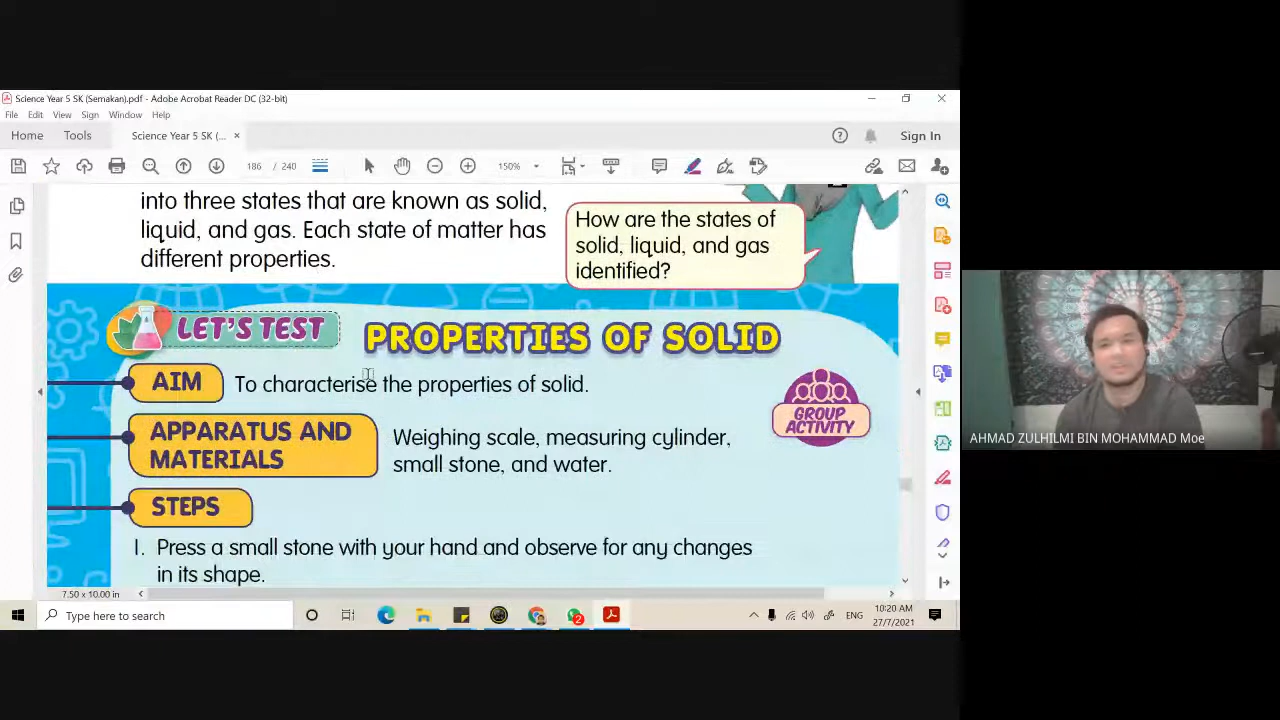 Science Year 5 SK (Semakan).pdf - Adobe Acrobat Reader DC (32-bit)
File Edit View Sign Window Help
Home Tools Science Year 5 SK (... × Sign In
186 / 240 150%
into three states that are known as solid,
liquid, and gas. Each state of matter has
different properties.
How are the states of
solid, liquid, and gas
identified?
LET'S TEST
PROPERTIES OF SOLID
AIM
To characterise the properties of solid.
GROUP
ACTIVITY
APPARATUS AND
MATERIALS
Weighing scale, measuring cylinder,
small stone, and water.
STEPS
1. Press a small stone with your hand and observe for any changes
in its shape.
7.50 x 10.00 in
Type here to search
2
ENG
10:20 AM
27/7/2021
AHMAD ZULHILMI BIN MOHAMMAD Moe